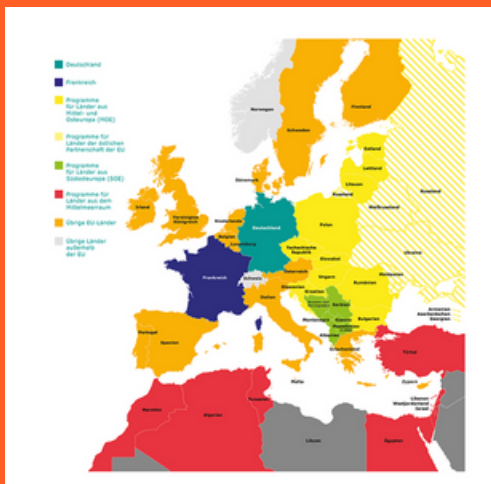 Deutschland
Frankreich
Programme
für Länder aus
Mittel- und
Osteuropa (MOE)
Programme für
Länder der östlichen
Partnerschaft der EU
Programme
für Länder aus
Südosteuropa (SOE)
Programme für
Länder aus dem
Mittelmeerraum
Übrige EU-Länder
Übrige Länder
außerhalb
der EU
Norwegen
Schweden
Finnland
Estland
Lettland
Litauen
Russland
Russland
Weißrussland
Dänemark
Irland
Vereinigtes
Königreich
Niederlande
Belgien
Luxemburg
Deutschland
Polen
Tschechische
Republik
Slowakei
Ukraine
Moldawien
Frankreich
Schweiz
Österreich
Ungarn
Rumänien
Slowenien
Kroatien
Serbien
Montenegro
Kosovo
Bulgarien
Mazedonien
Albanien
Griechenland
Italien
Portugal
Spanien
Armenien
Aserbaidschan
Georgien
Türkei
Malta
Zypern
Libanon
Westjordanland
Israel
Marokko
Algerien
Tunesien
Libyen
Ägypten